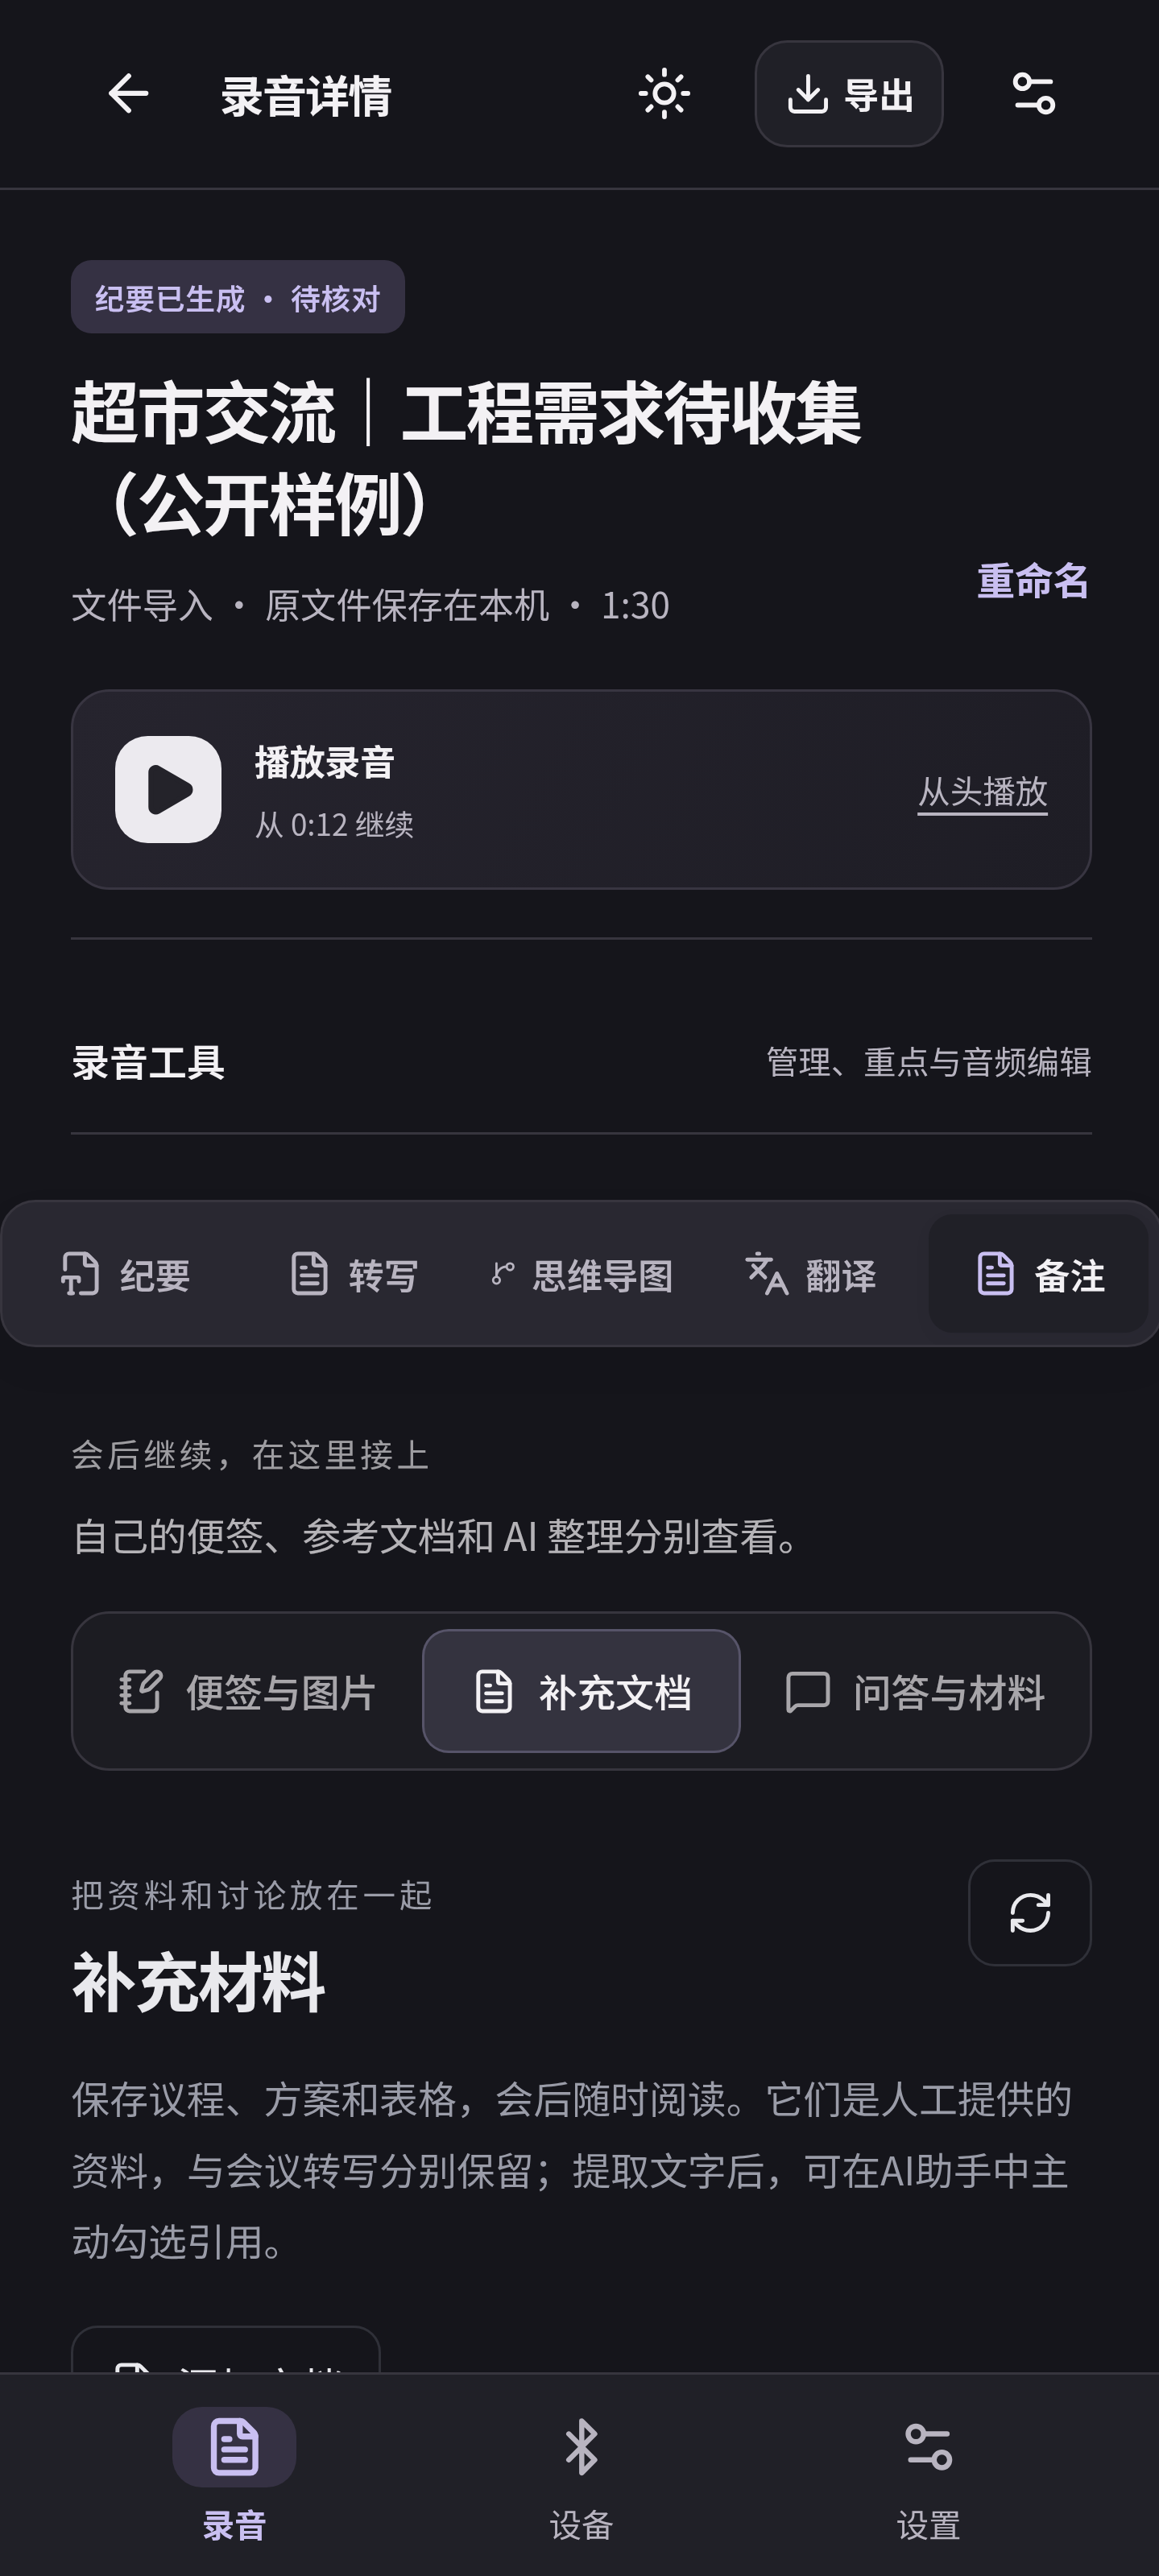 录音详情
导出
纪要已生成 · 待核对
超市交流｜工程需求待收集
（公开样例）
重命名
文件导入 · 原文件保存在本机 · 1:30
播放录音
从 0:12 继续
从头播放
录音工具
管理、重点与音频编辑
纪要
转写
思维导图
翻译
备注
会后继续，在这里接上
自己的便签、参考文档和 AI 整理分别查看。
便签与图片
补充文档
问答与材料
把资料和讨论放在一起
补充材料
保存议程、方案和表格，会后随时阅读。它们是人工提供的
资料，与会议转写分别保留；提取文字后，可在AI助手中主
动勾选引用。
录音
设备
设置